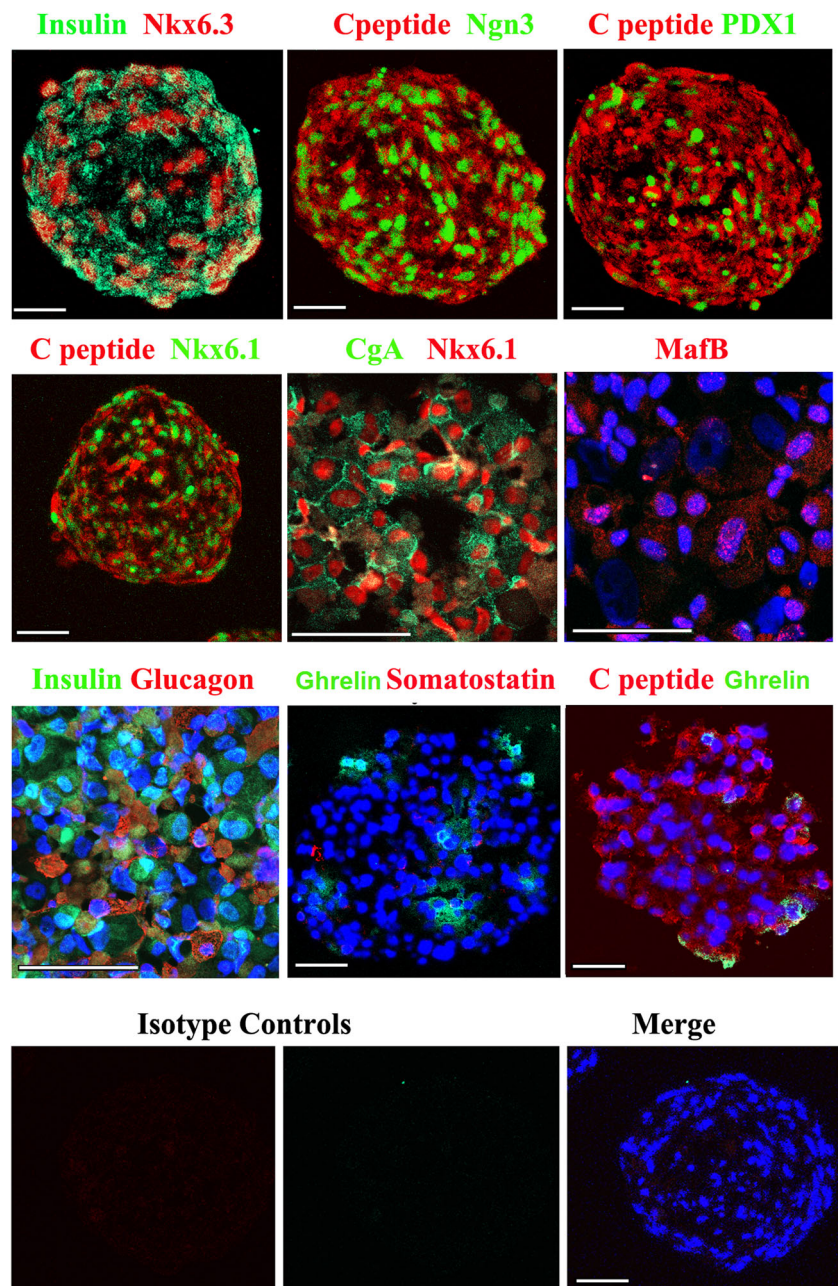 Insulin Nkx6.3
Cpeptide Ngn3
C peptide PDX1
C peptide Nkx6.1
CgA Nkx6.1
MafB
Insulin Glucagon
Ghrelin Somatostatin
C peptide Ghrelin
Isotype Controls
Merge